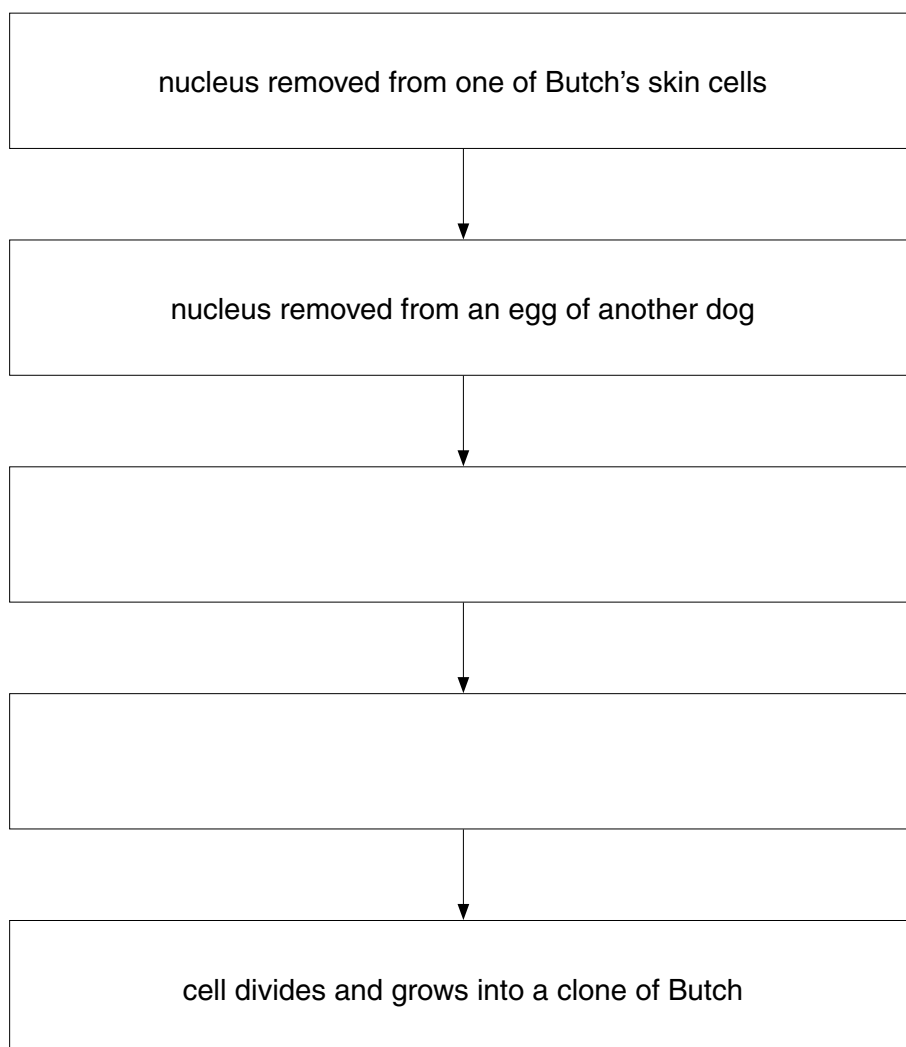 nucleus removed from one of Butch’s skin cells
nucleus removed from an egg of another dog
cell divides and grows into a clone of Butch